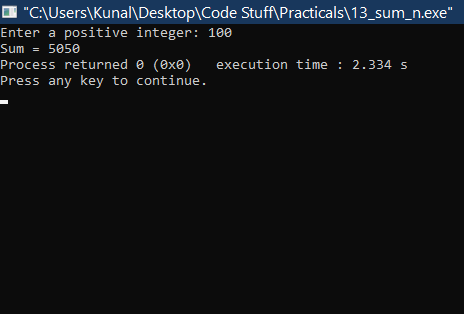 "C:\Users\Kunal\Desktop\Code Stuff\Practicals\13_sum_n.exe"
Enter a positive integer: 100
Sum = 5050
Process returned 0 (0x0)   execution time : 2.334 s
Press any key to continue.